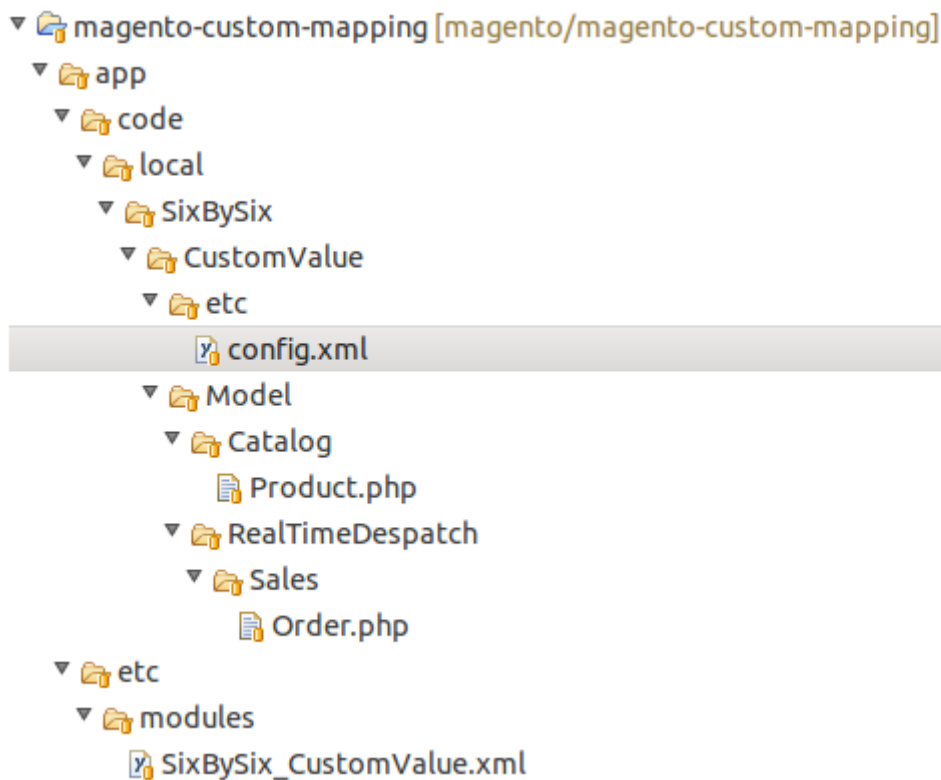 magento-custom-mapping [magento/magento-custom-mapping]
app
code
local
SixBySix
CustomValue
etc
config.xml
Model
Catalog
Product.php
RealTimeDespatch
Sales
Order.php
etc
modules
SixBySix_CustomValue.xml